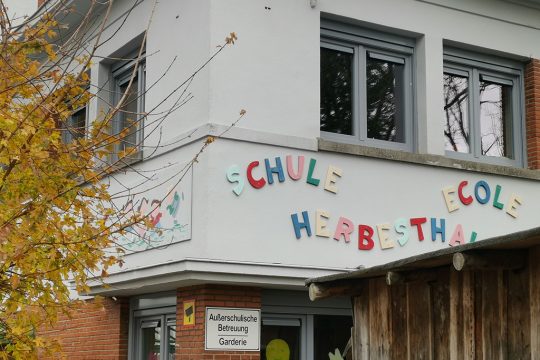 SCHULE ECOLE
HERBESTHAL
Außerschulische
Betreuung
Garderie